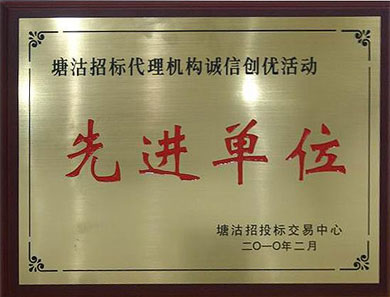 塘沽招标代理机构诚信创优活动
先进单位
塘沽招投标交易中心
二〇一〇年二月